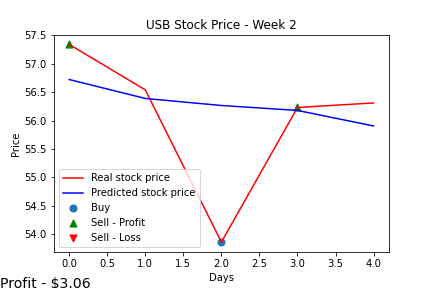 USB Stock Price - Week 2
57.5
57.0
56.5
56.0
55.5
55.0
54.5
54.0
Price
Real stock price
Predicted stock price
Buy
Sell - Profit
Sell - Loss
0.0 0.5 1.0 1.5 2.0 2.5 3.0 3.5 4.0
Days
Profit - $3.06